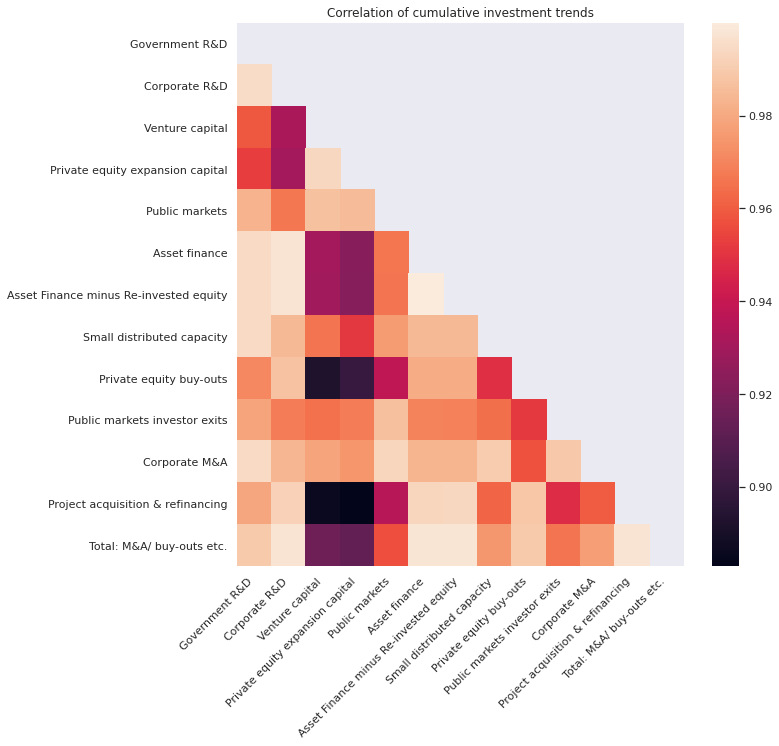 Correlation of cumulative investment trends
Government R&D
Corporate R&D
Venture capital
Private equity expansion capital
Public markets
Asset finance
Asset Finance minus Re-invested equity
Small distributed capacity
Private equity buy-outs
Public markets investor exits
Corporate M&A
Project acquisition & refinancing
Total: M&A/ buy-outs etc.
0.98
0.96
0.94
0.92
0.90
Government R&D
Corporate R&D
Venture capital
Private equity expansion capital
Public markets
Asset finance
Asset Finance minus Re-invested equity
Small distributed capacity
Private equity buy-outs
Public markets investor exits
Corporate M&A
Project acquisition & refinancing
Total: M&A/ buy-outs etc.